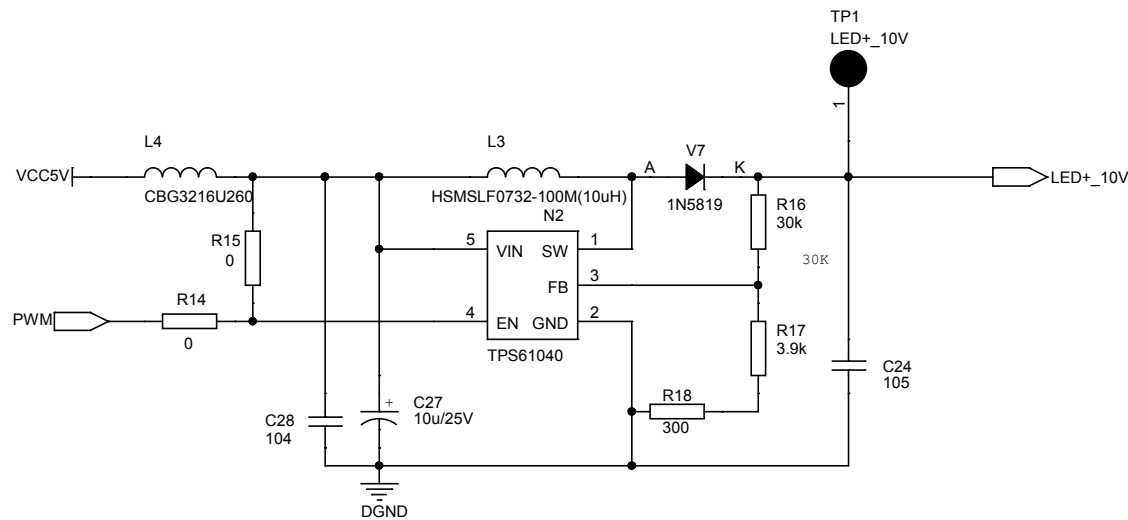 TP1
LED+_10V
1
L4
L3
V7
VCC5V
A
K
LED+_10V
CBG3216U260
HSMSLF0732-100M(10uH)
1N5819
R16
30k
N2
R15
0
5
VIN
SW
1
30K
3
FB
R14
PWM
4
EN
GND
2
R17
3.9k
0
TPS61040
C24
105
R18
300
+
C27
10u/25V
C28
104
DGND